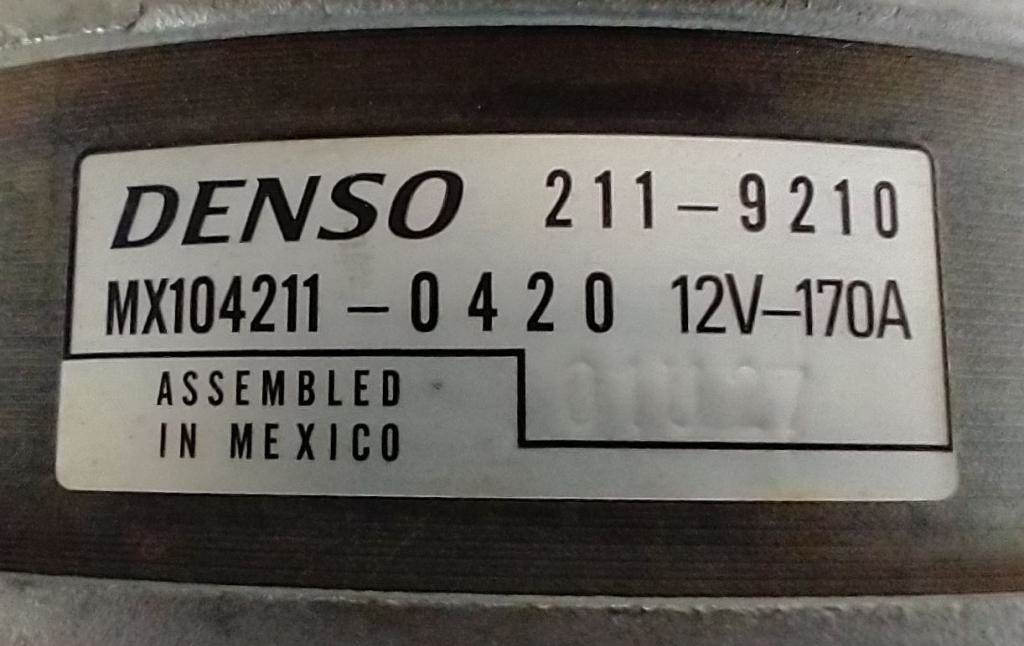 DENSO 211-9210
MX104211-0420 12V-170A
ASSEMBLED
IN MEXICO